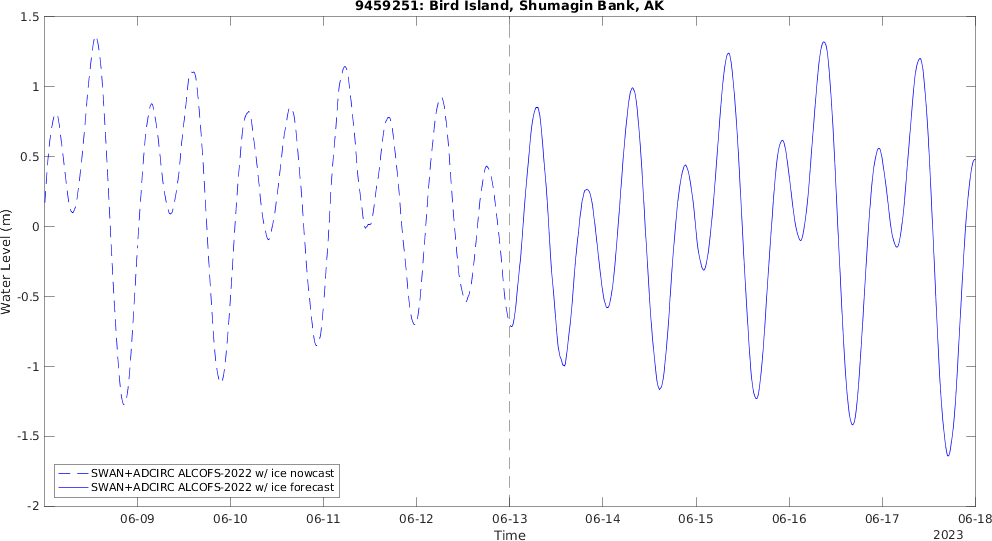 9459251: Bird Island, Shumagin Bank, AK
1.5
1
0.5
0
-0.5
-1
-1.5
-2
Water Level (m)
SWAN+ADCIRC ALCOFS-2022 w/ ice nowcast
SWAN+ADCIRC ALCOFS-2022 w/ ice forecast
06-09 06-10 06-11 06-12 06-13 06-14 06-15 06-16 06-17 06-18
Time
2023